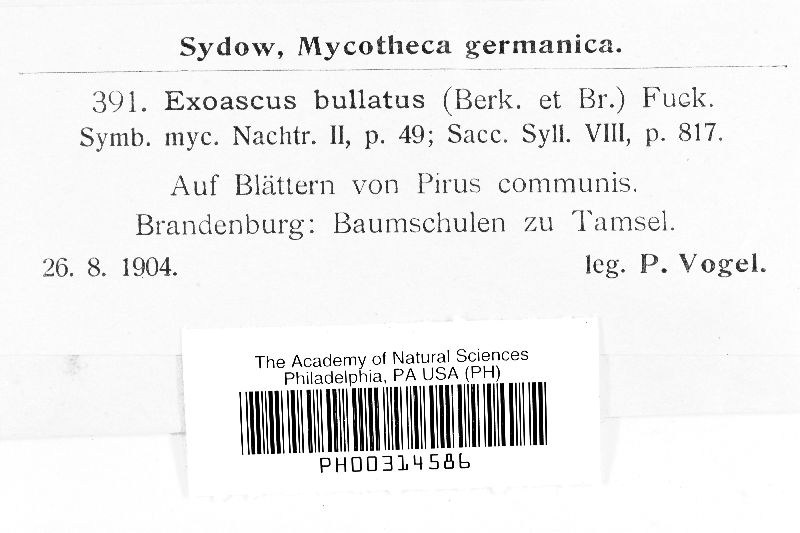 Sydow, Mycotheca germanica.
391. Exoascus bullatus (Berk. et Br.) Fuck.
Symb. myc. Nachtr. II, p. 49; Sacc. Syll. VIII, p. 817.
Auf Blättern von Pirus communis.
Brandenburg: Baumschulen zu Tamsel.
26. 8. 1904. leg. P. Vogel.
The Academy of Natural Sciences
Philadelphia, PA USA (PH)
PH00314586